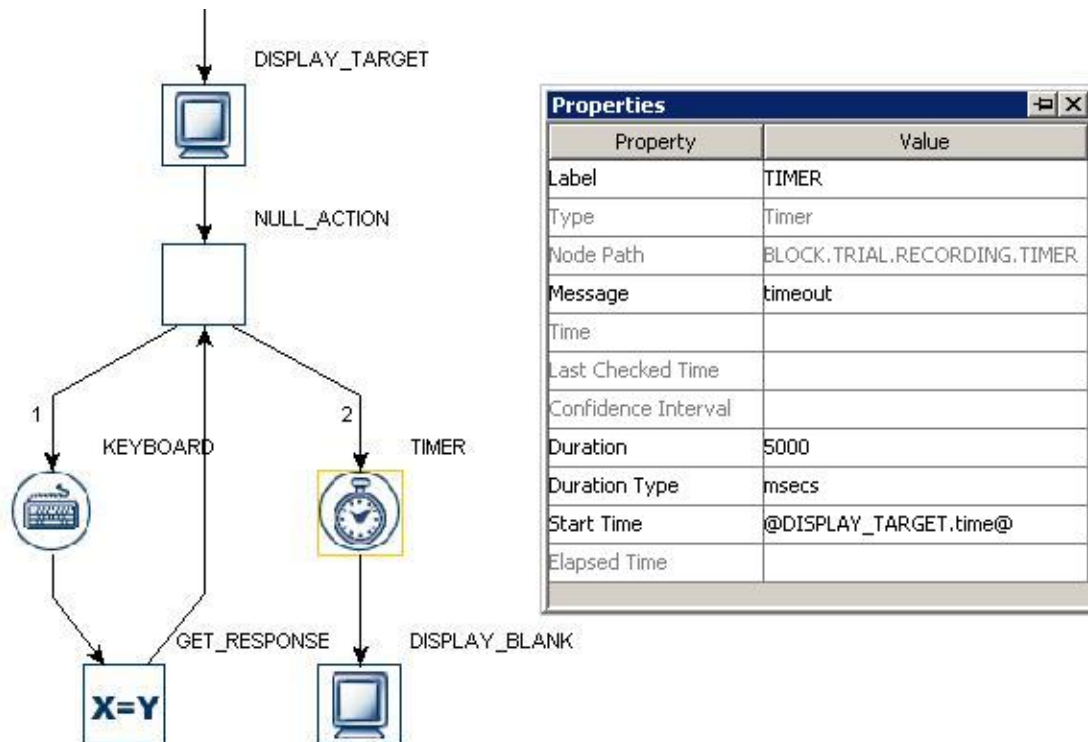 DISPLAY_TARGET
NULL_ACTION
1
2
KEYBOARD
TIMER
GET_RESPONSE
DISPLAY_BLANK
X=Y
Properties
Property Value
Label TIMER
Type Timer
Node Path BLOCK.TRIAL.RECORDING.TIMER
Message timeout
Time
Last Checked Time
Confidence Interval
Duration 5000
Duration Type msecs
Start Time @DISPLAY_TARGET.time@
Elapsed Time